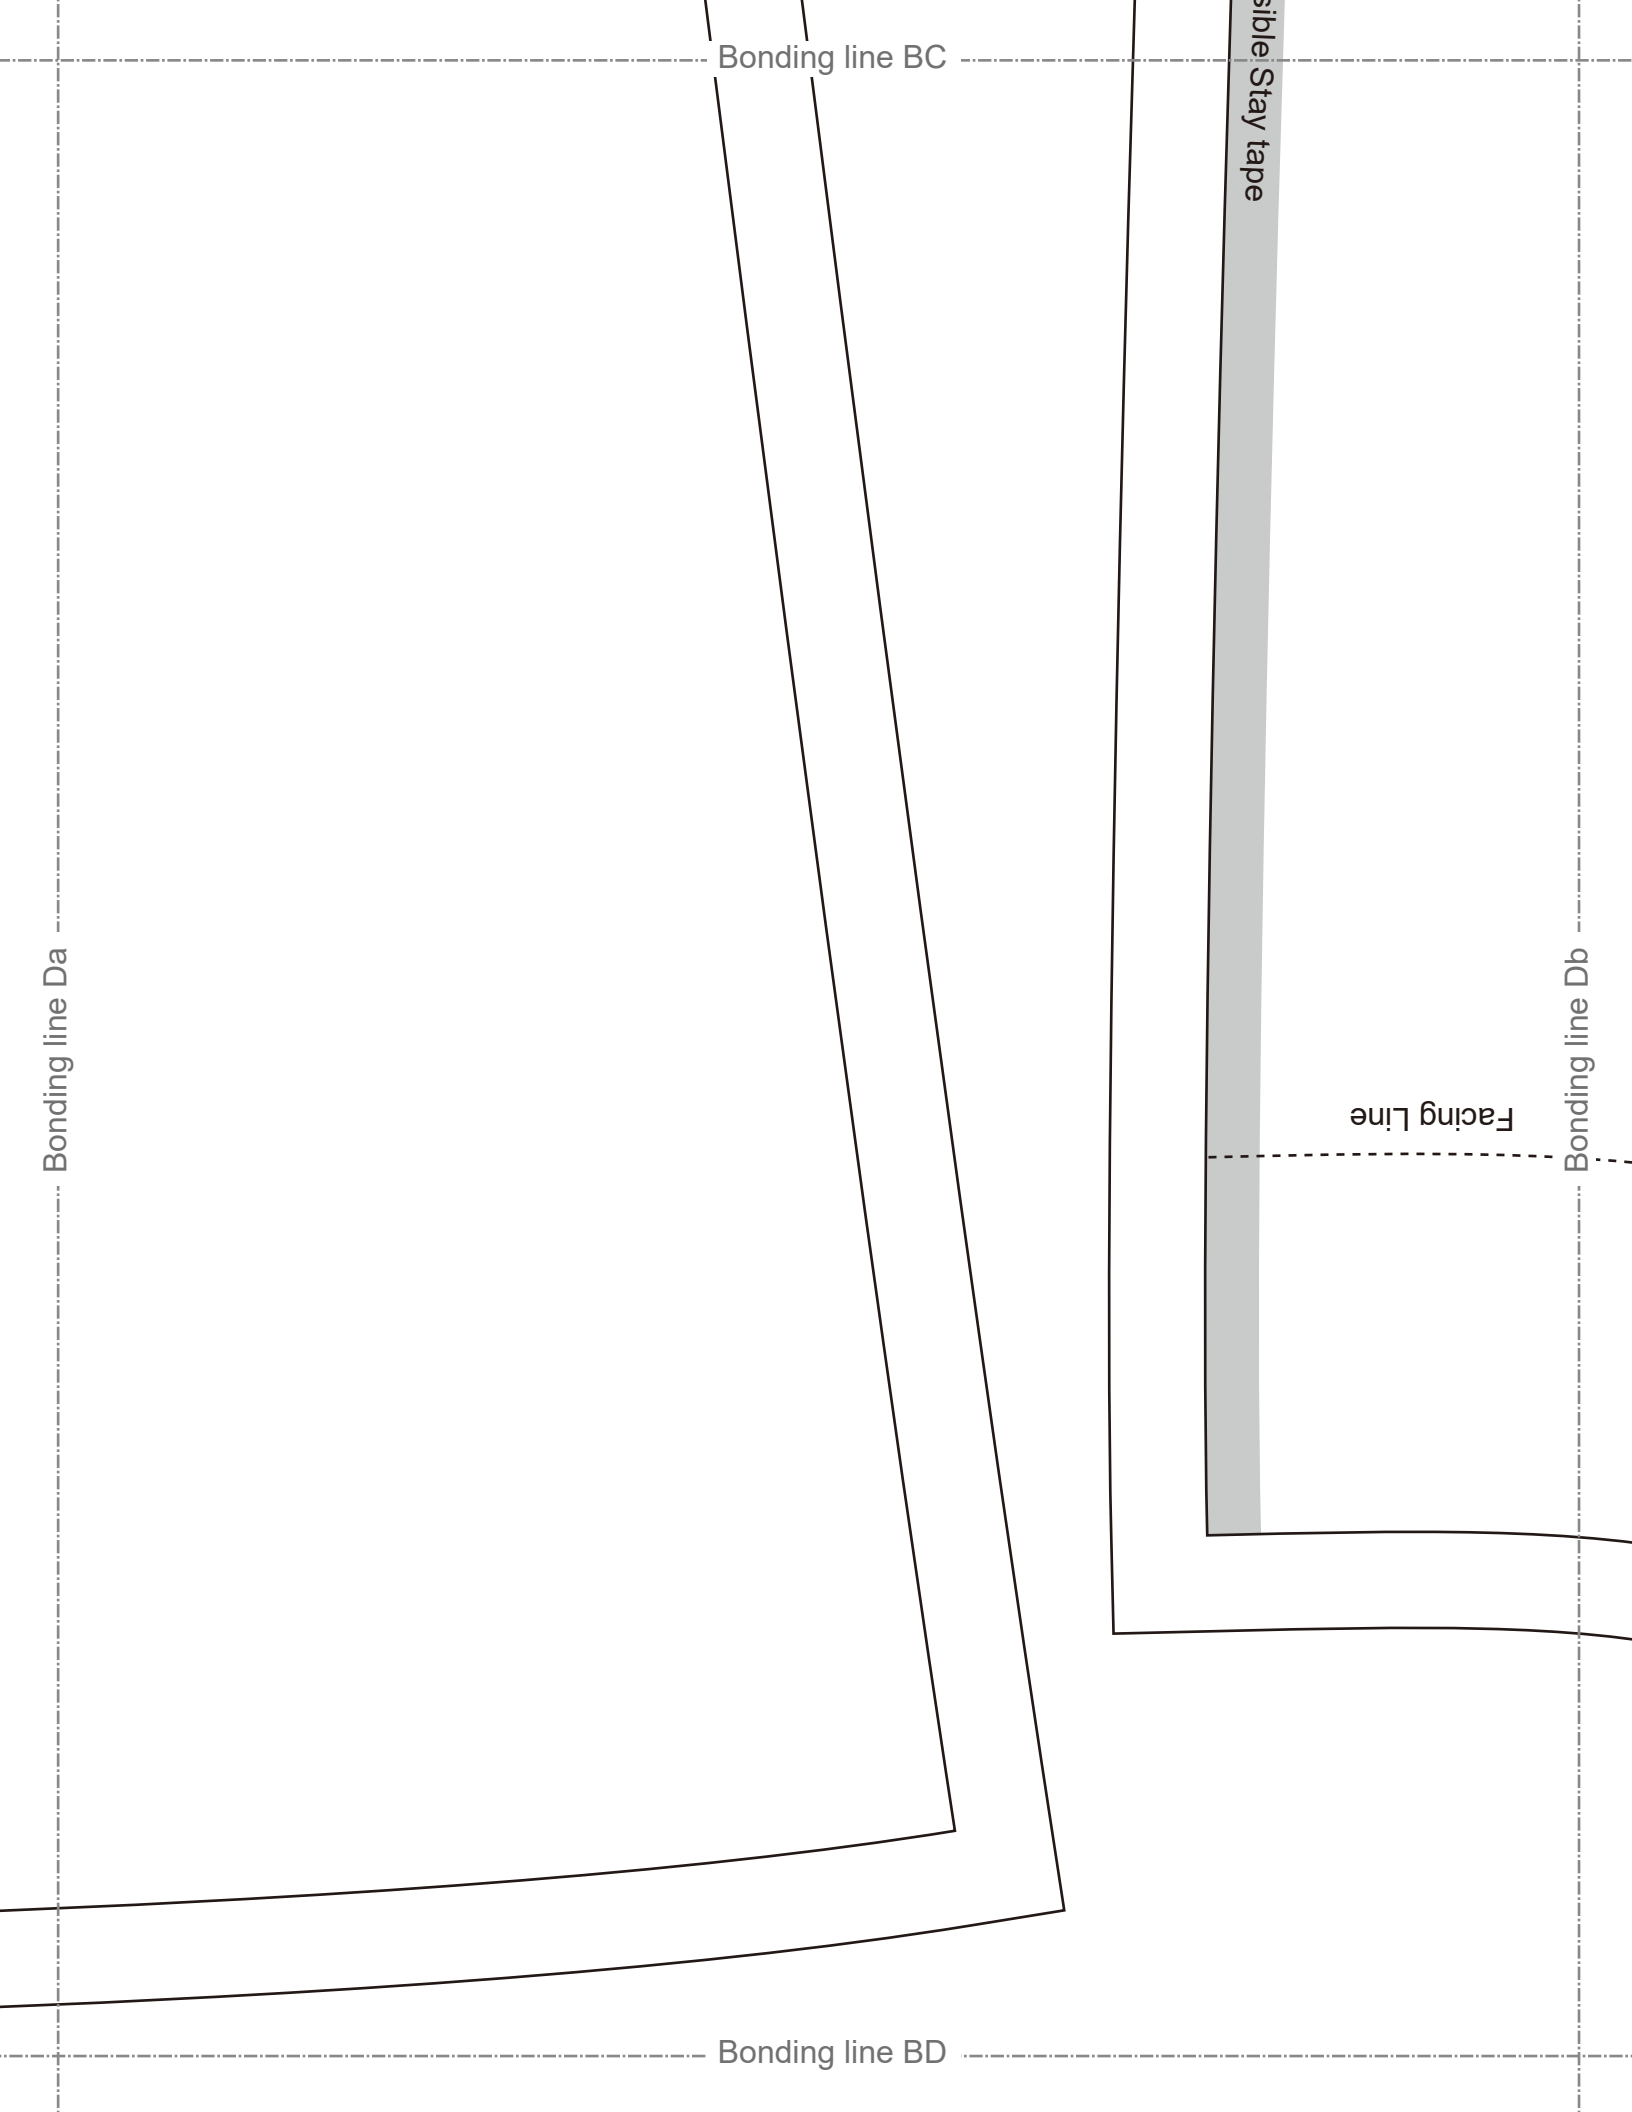 Bonding line BC
sible Stay tape
Bonding line Da
Bonding line Db
Facing Line
Bonding line BD